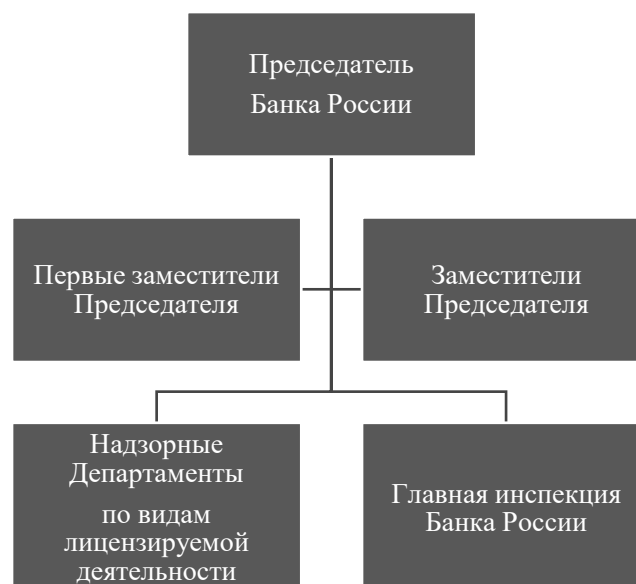 Председатель
Банка России
Первые заместители
Председателя
Заместители
Председателя
Надзорные
Департаменты
по видам
лицензируемой
деятельности
Главная инспекция
Банка России